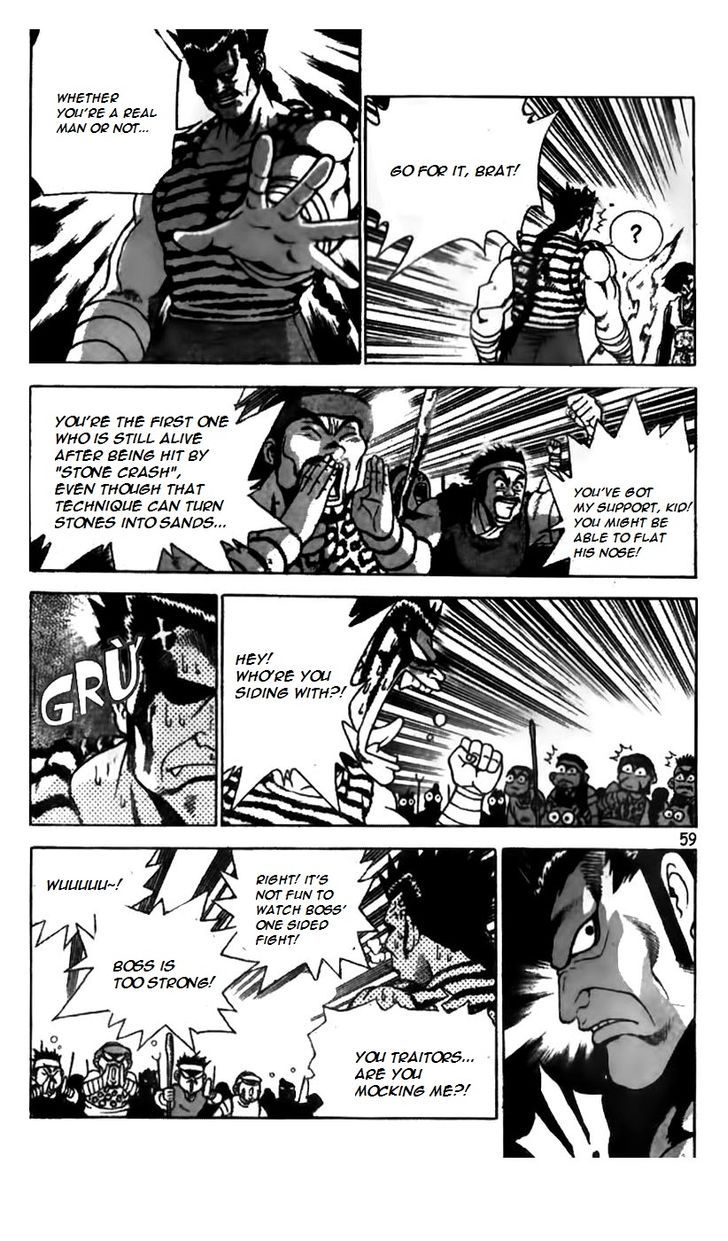 WHETHER
YOU'RE A REAL
MAN OR NOT...
GO FOR IT, BRAT!
?
YOU'RE THE FIRST ONE
WHO IS STILL ALIVE
AFTER BEING HIT BY
"STONE CRASH",
EVEN THOUGH THAT
TECHNIQUE CAN TURN
STONES INTO SANDS...
YOU'VE GOT
MY SUPPORT, KID!
YOU MIGHT BE
ABLE TO FLAT
HIS NOSE!
GRÙ
HEY!
WHO'RE YOU
SIDING WITH?!
59
WUUUUU~!
BOSS IS
TOO STRONG!
RIGHT! IT'S
NOT FUN TO
WATCH BOSS'
ONE SIDED
FIGHT!
YOU TRAITORS...
ARE YOU
MOCKING ME?!